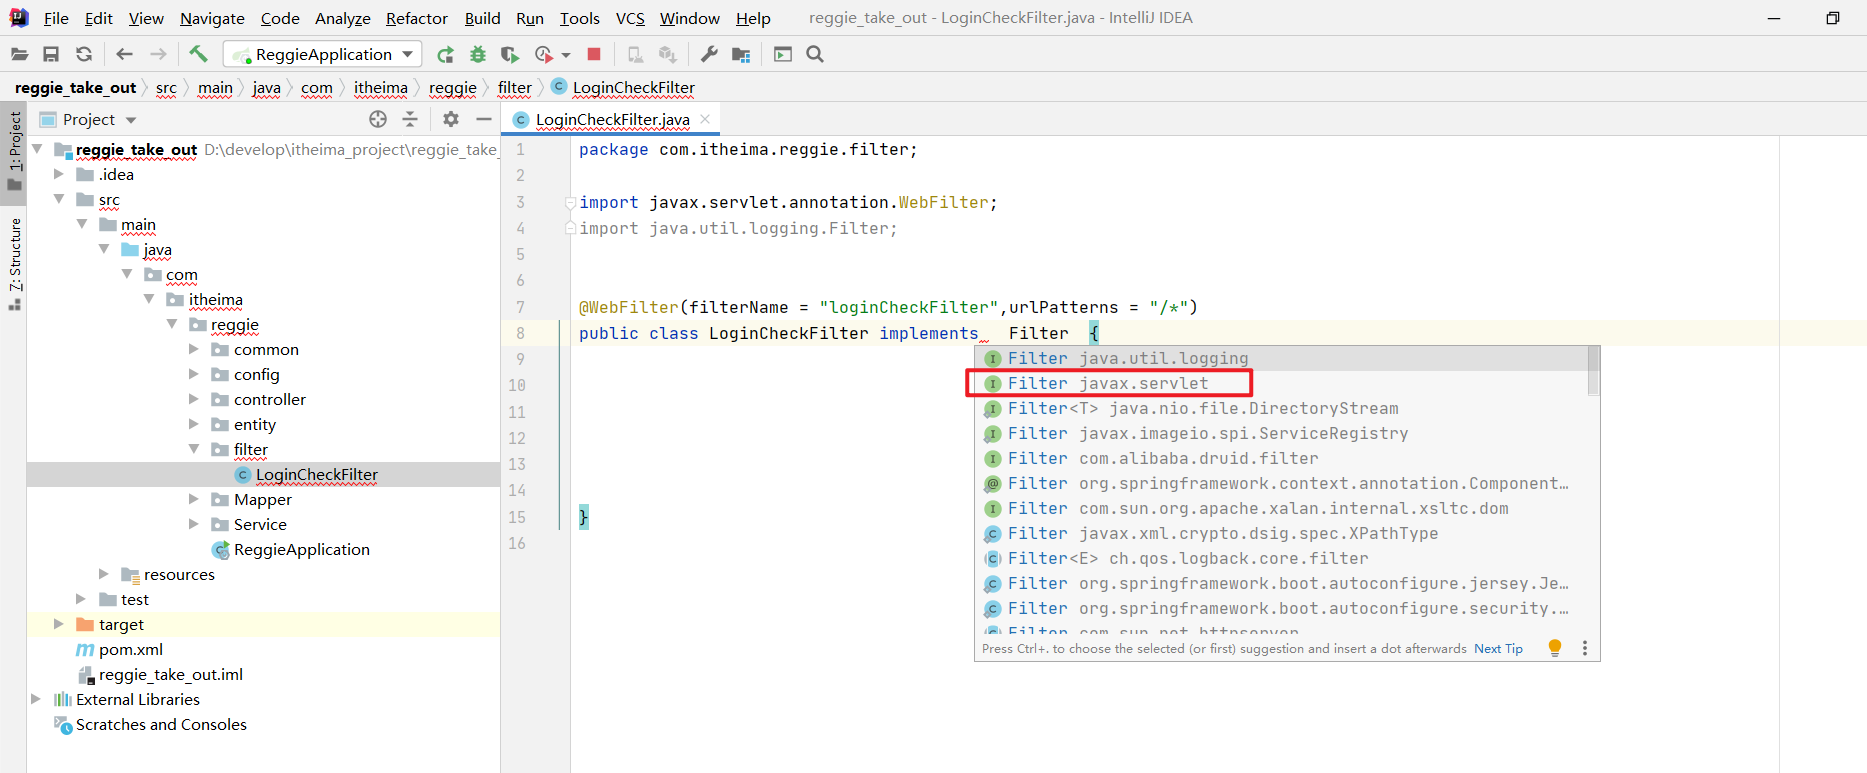 File Edit View Navigate Code Analyze Refactor Build Run Tools VCS Window Help reggie_take_out - LoginCheckFilter.java - IntelliJ IDEA
ReggieApplication
reggie_take_out src main java com itheima reggie filter LoginCheckFilter
1: Project
7: Structure
Project
reggie_take_out D:\develop\itheima_project\reggie_take_
.idea
src
main
java
com
itheima
reggie
common
config
controller
entity
filter
LoginCheckFilter
Mapper
Service
ReggieApplication
resources
test
target
pom.xml
reggie_take_out.iml
External Libraries
Scratches and Consoles
LoginCheckFilter.java
1 package com.itheima.reggie.filter;
2
3 import javax.servlet.annotation.WebFilter;
4 import java.util.logging.Filter;
5
6
7 @WebFilter(filterName = "loginCheckFilter",urlPatterns = "/*")
8 public class LoginCheckFilter implements Filter {
9
10
11
12
13
14
15 }
16
Filter java.util.logging
Filter javax.servlet
Filter<T> java.nio.file.DirectoryStream
Filter javax.imageio.spi.ServiceRegistry
Filter com.alibaba.druid.filter
Filter org.springframework.context.annotation.Component…
Filter com.sun.org.apache.xalan.internal.xsltc.dom
Filter javax.xml.crypto.dsig.spec.XPathType
Filter<E> ch.qos.logback.core.filter
Filter org.springframework.boot.autoconfigure.jersey.Je…
Filter org.springframework.boot.autoconfigure.security.…
Filter com.sun.net.httpserver
Press Ctrl+. to choose the selected (or first) suggestion and insert a dot afterwards Next Tip